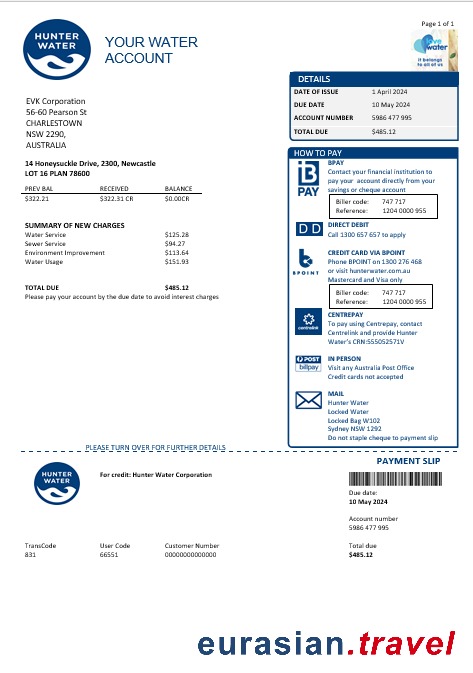 Page 1 of 1
HUNTER
WATER
YOUR WATER
ACCOUNT
love
water
it belongs
to all of us
EVK Corporation
56-60 Pearson St
CHARLESTOWN
NSW 2290,
AUSTRALIA
14 Honeysuckle Drive, 2300, Newcastle
LOT 16 PLAN 78600
PREV BAL RECEIVED BALANCE
$322.21 $322.31 CR $0.00CR
SUMMARY OF NEW CHARGES
Water Service $125.28
Sewer Service $94.27
Environment Improvement $113.64
Water Usage $151.93
TOTAL DUE $485.12
Please pay your account by the due date to avoid interest charges
DETAILS
DATE OF ISSUE 1 April 2024
DUE DATE 10 May 2024
ACCOUNT NUMBER 5986 477 995
TOTAL DUE $485.12
HOW TO PAY
B
PAY
BPAY
Contact your financial institution to
pay your account directly from your
savings or cheque account
Biller code: 747 717
Reference: 1204 0000 955
D D
DIRECT DEBIT
Call 1300 657 657 to apply
b
BPOINT
CREDIT CARD VIA BPOINT
Phone BPOINT on 1300 276 468
or visit hunterwater.com.au
Mastercard and Visa only
Biller code: 747 717
Reference: 1204 0000 955
centrelink
CENTREPAY
To pay using Centrepay, contact
Centrelink and provide Hunter
Water's CRN:555052571V
POST
billpay
IN PERSON
Visit any Australia Post Office
Credit cards not accepted
MAIL
Hunter Water
Locked Water
Locked Bag W102
Sydney NSW 1292
Do not staple cheque to payment slip
PLEASE TURN OVER FOR FURTHER DETAILS
HUNTER
WATER
For credit: Hunter Water Corporation
PAYMENT SLIP
Due date:
10 May 2024
Account number
5986 477 995
Total due
$485.12
TransCode User Code Customer Number
831 66551 00000000000000
eurasian.travel